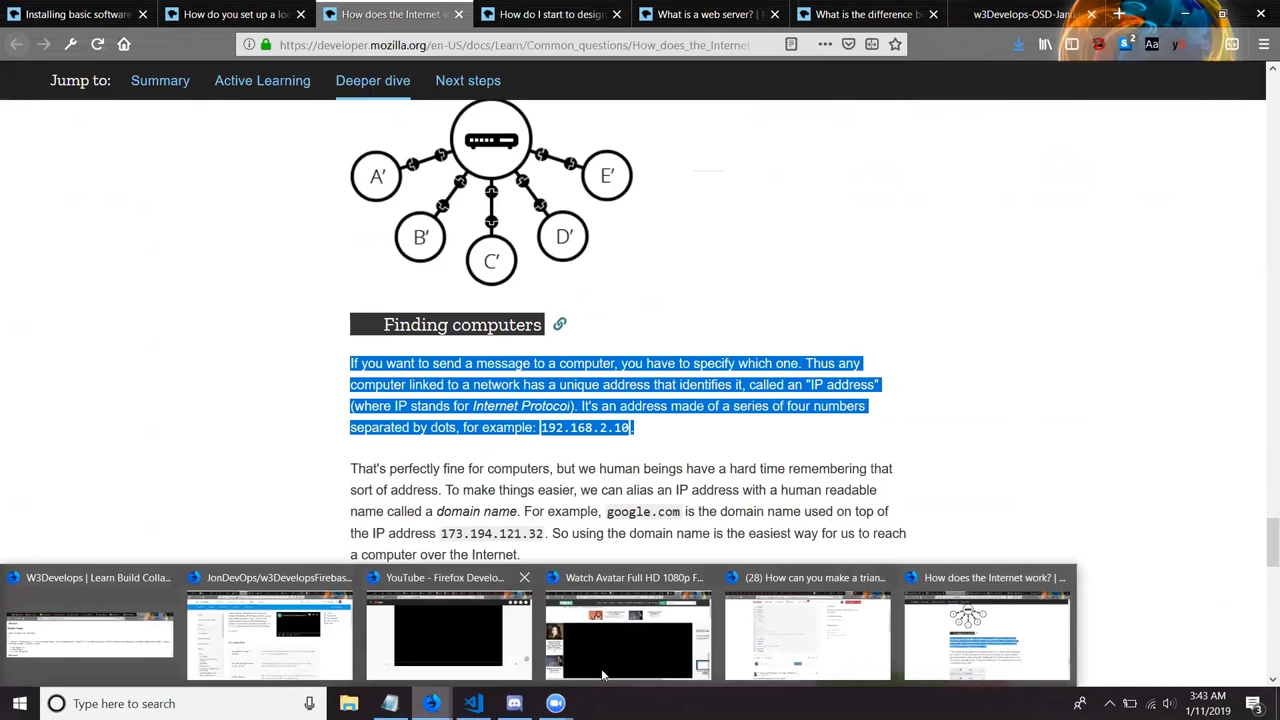 Installing basic software
How do you set up a lo
How does the Internet w
How do I start to design
What is a web server? |
What is the difference b
w3Develops-OSD-Janu
https://developer.mozilla.org/en-US/docs/Learn/Common_questions/How_does_the_Internet
2
Aa
Jump to:
Summary
Active Learning
Deeper dive
Next steps
A'
B'
C'
D'
E'
Finding computers
If you want to send a message to a computer, you have to specify which one. Thus any
computer linked to a network has a unique address that identifies it, called an "IP address"
(where IP stands for Internet Protocol). It's an address made of a series of four numbers
separated by dots, for example: 192.168.2.10.
That's perfectly fine for computers, but we human beings have a hard time remembering that
sort of address. To make things easier, we can alias an IP address with a human readable
name called a domain name. For example, google.com is the domain name used on top of
the IP address 173.194.121.32. So using the domain name is the easiest way for us to reach
a computer over the Internet.
W3Develops | Learn Build Colla...
JonDevOps/w3DevelopsFirebas...
YouTube - Firefox Develo...
Watch Avatar Full HD 1080p F...
(28) How can you make a trian...
How does the Internet work? | ...
Type here to search
3:43 AM
1/11/2019
3